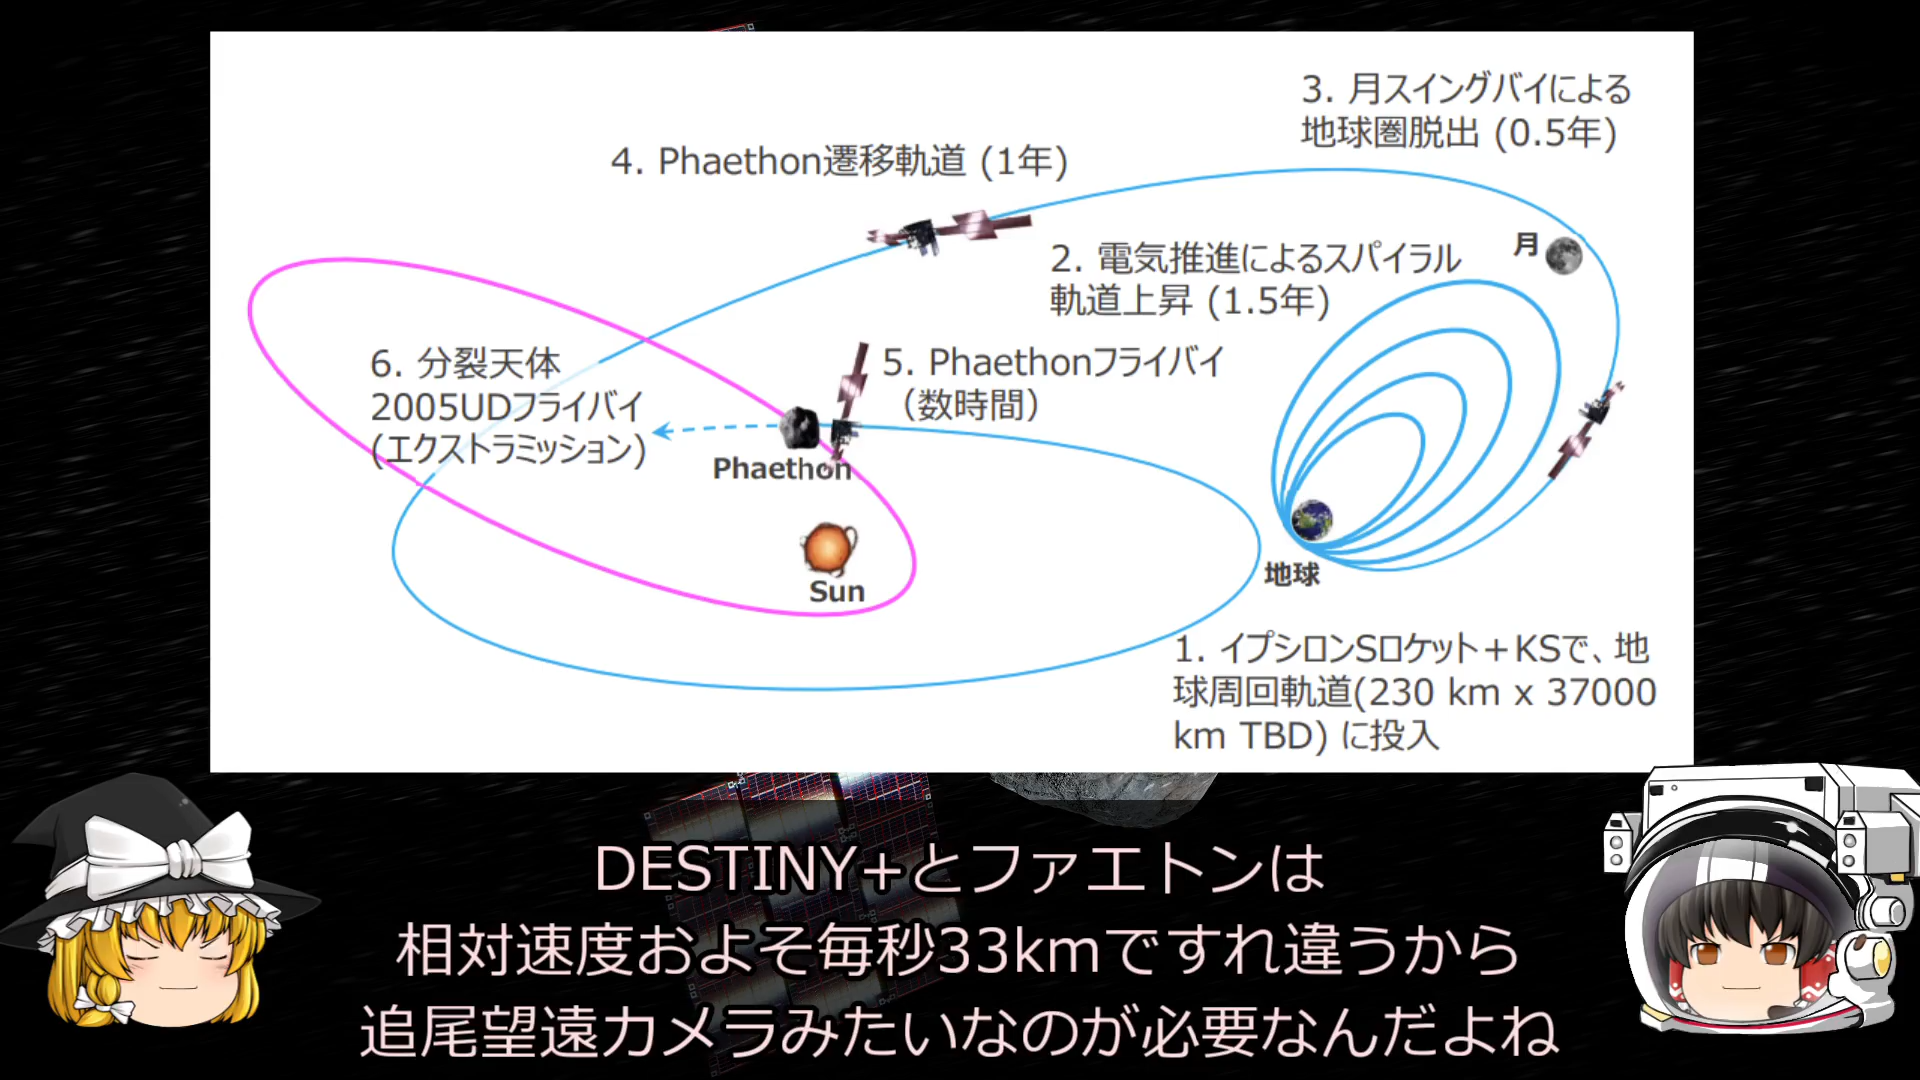 3. 月スイングバイによる
地球圏脱出 (0.5年)
4. Phaethon遷移軌道 (1年)
月
2. 電気推進によるスパイラル
軌道上昇 (1.5年)
6. 分裂天体
2005UDフライバイ
(エクストラミッション)
5. Phaethonフライバイ
（数時間）
Phaethon
Sun
地球
1. イプシロンSロケット＋KSで、地
球周回軌道(230 km x 37000
km TBD) に投入
DESTINY+とファエトンは
相対速度およそ毎秒33kmですれ違うから
追尾望遠カメラみたいなのが必要なんだよね